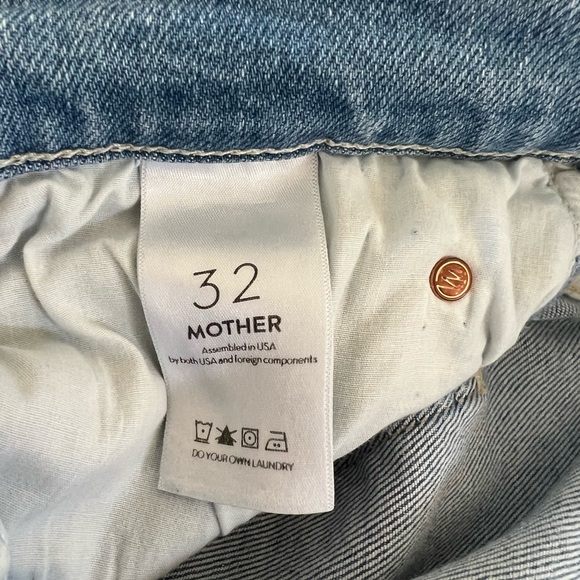 32
MOTHER
Assembled in USA
by both USA and foreign components
DO YOUR OWN LAUNDRY
M